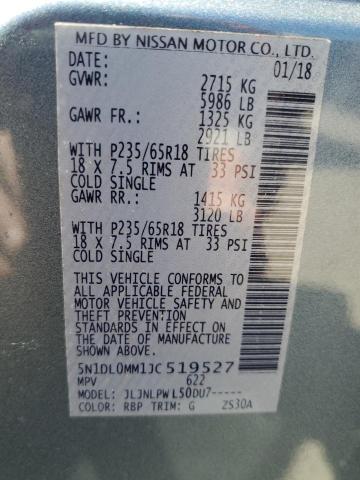 MFD BY NISSAN MOTOR CO., LTD.
DATE: 01/18
GVWR: 2715 KG
5986 LB
GAWR FR.: 1325 KG
2921 LB
WITH P235/65R18 TIRES
18 X 7.5 RIMS AT 33 PSI
COLD SINGLE
GAWR RR.: 1415 KG
3120 LB
WITH P235/65R18 TIRES
18 X 7.5 RIMS AT 33 PSI
COLD SINGLE
THIS VEHICLE CONFORMS TO
ALL APPLICABLE FEDERAL
MOTOR VEHICLE SAFETY AND
THEFT PREVENTION
STANDARDS IN EFFECT ON
THE DATE OF MANUFACTURE
SHOWN ABOVE.
5N1DL0MM1JC519527
MPV 622
MODEL: JLJNLPWL50DU7-----
COLOR: RBP TRIM: G ZS30A